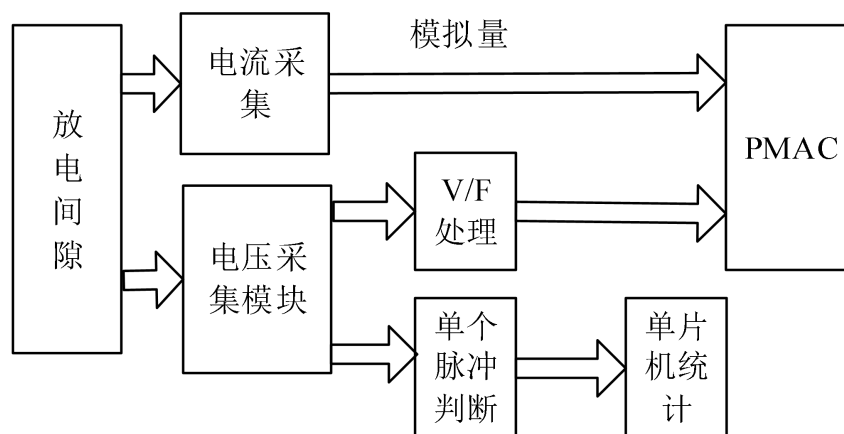 模拟量
电流采
集
放
电
间
隙
PMAC
V/F
处理
电压采
集模块
单个
脉冲
判断
单片
机统
计